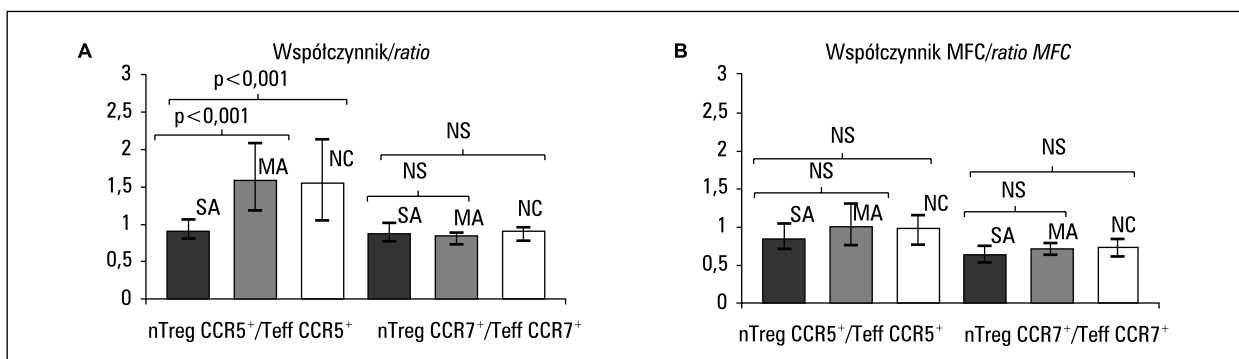 A
Współczynnik/ratio
3
2,5
2
1,5
1
0,5
0
p<0,001
p<0,001
SA
MA
NC
NS
NS
SA
MA
NC
nTreg CCR5+/Teff CCR5+
nTreg CCR7+/Teff CCR7+
B
Współczynnik MFC/ratio MFC
3
2,5
2
1,5
1
0,5
0
NS
NS
SA
MA
NC
NS
NS
SA
MA
NC
nTreg CCR5+/Teff CCR5+
nTreg CCR7+/Teff CCR7+